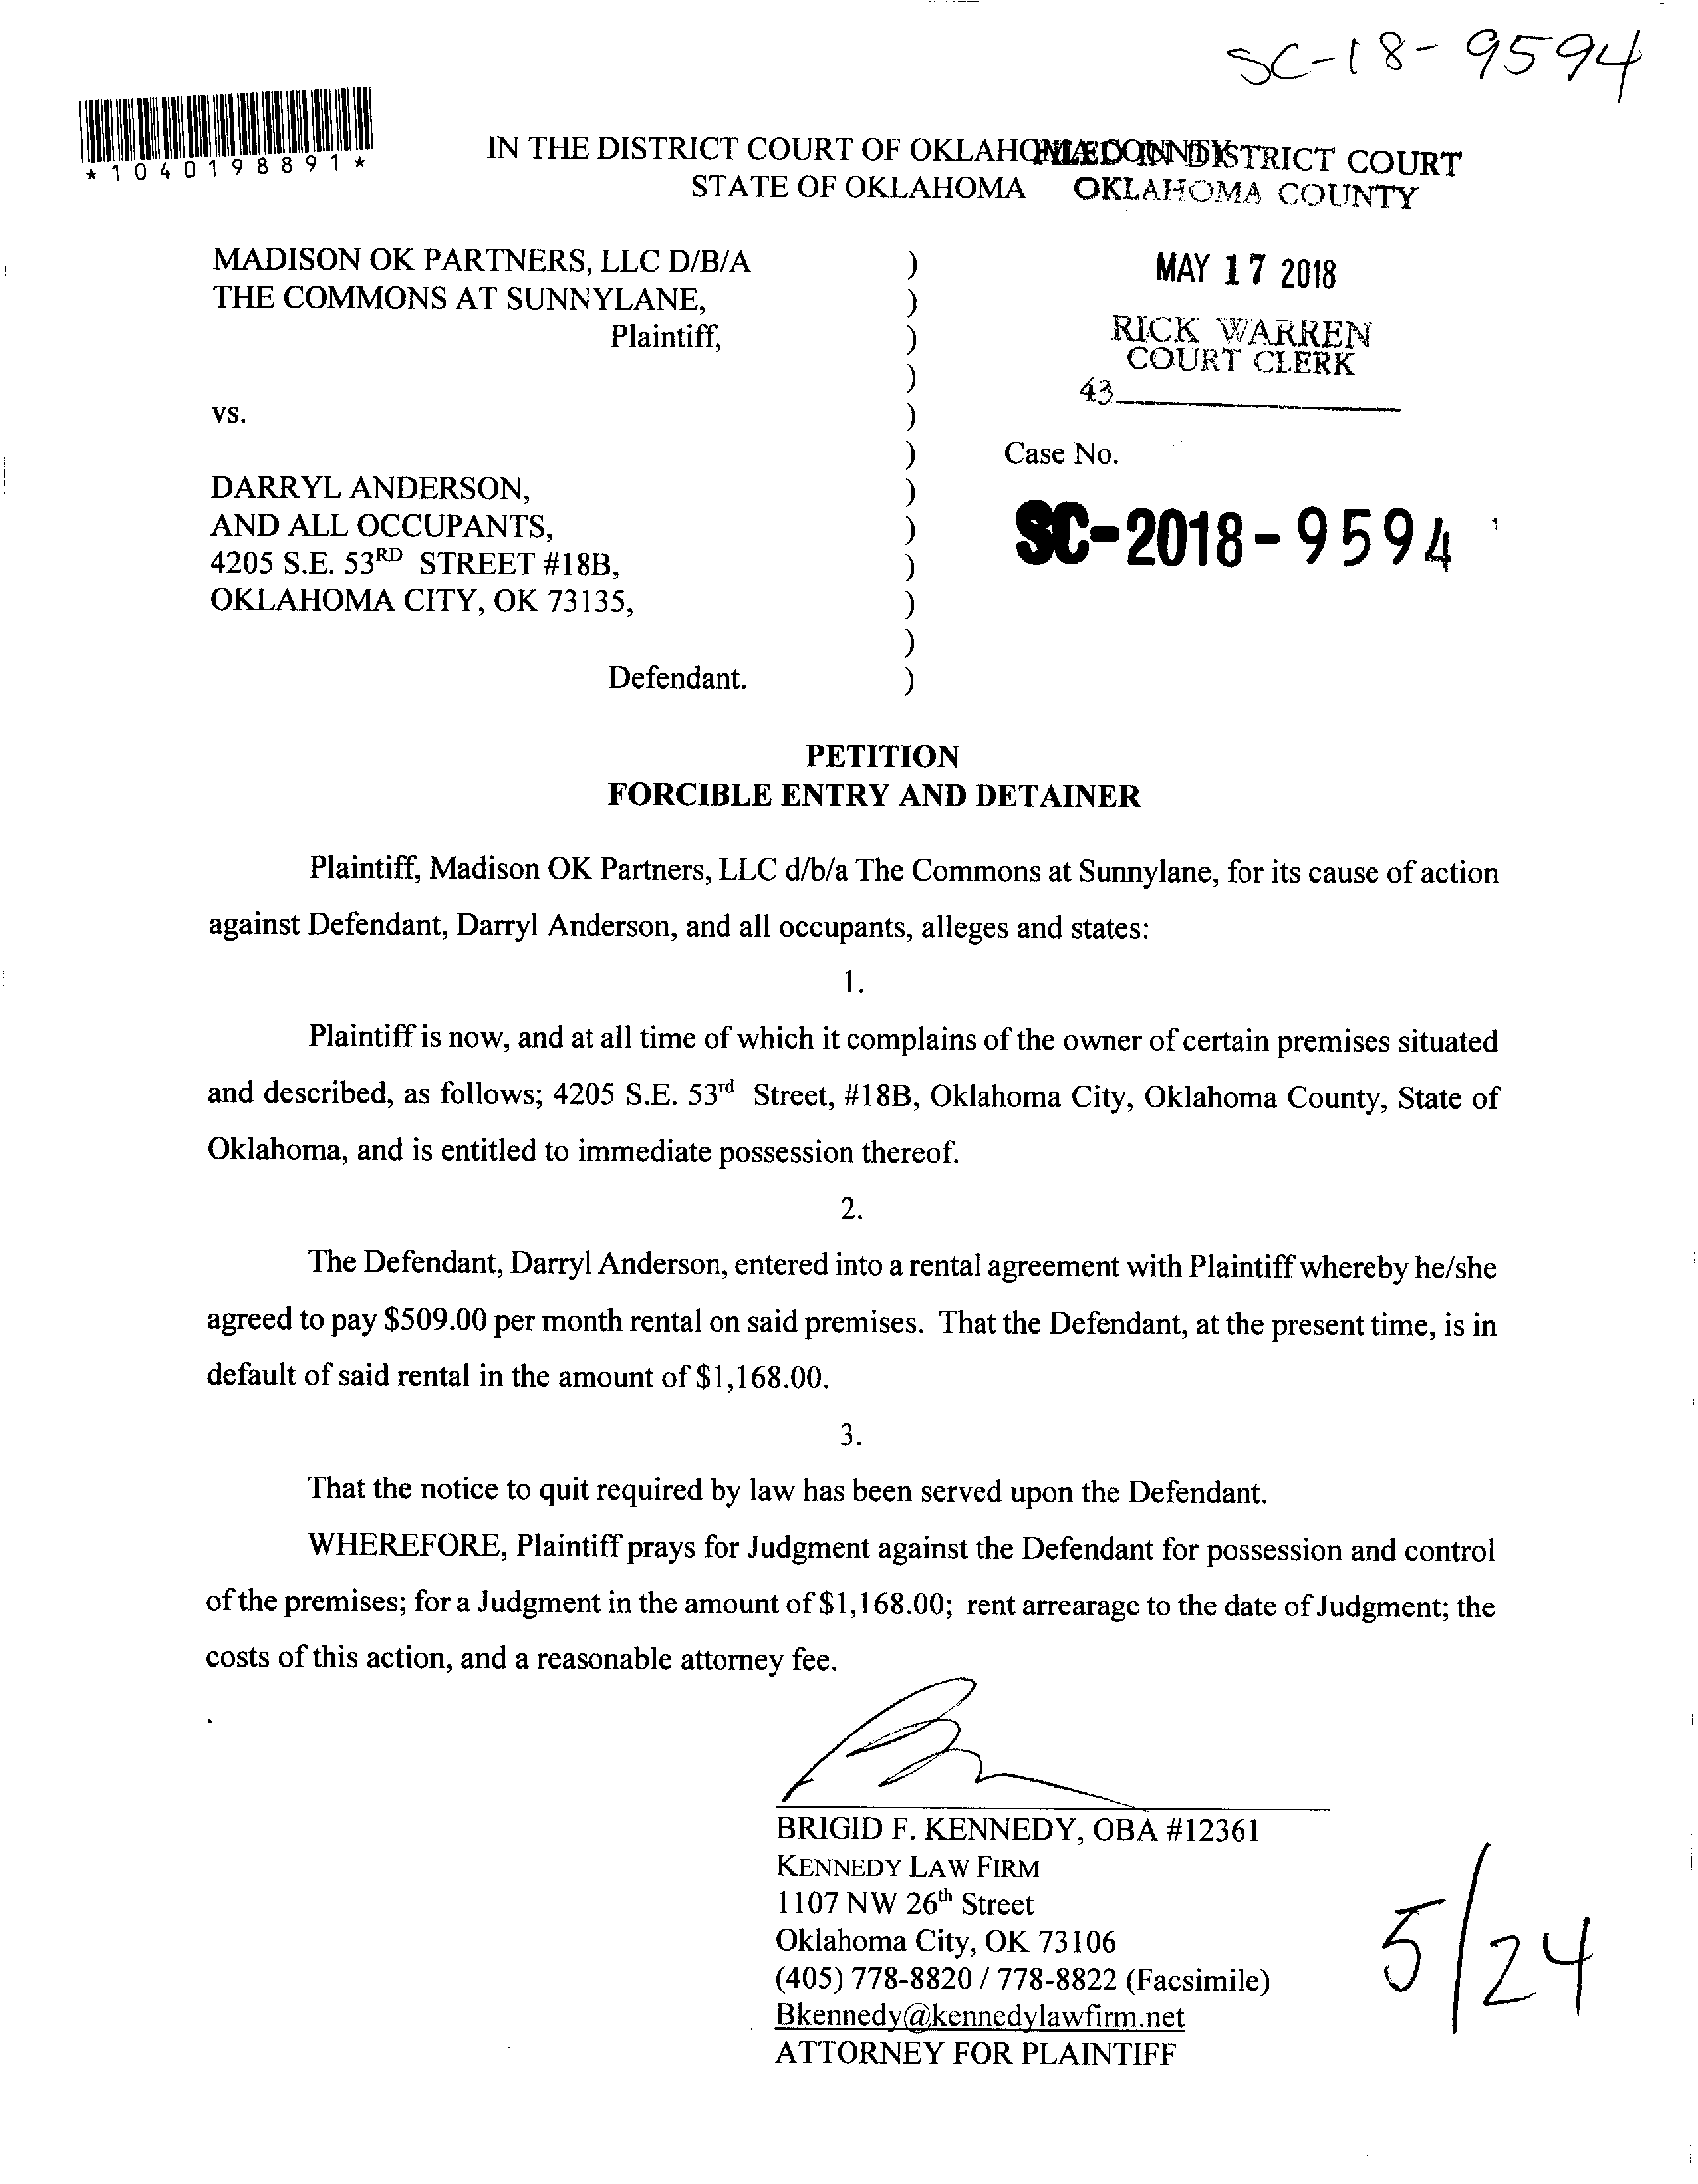 SC-18-9594
*1040198891*
IN THE DISTRICT COURT OF OKLAHOMA COUNTY
FILED IN DISTRICT COURT
STATE OF OKLAHOMA
OKLAHOMA COUNTY
MADISON OK PARTNERS, LLC D/B/A )
THE COMMONS AT SUNNYLANE, )
Plaintiff, )
)
vs. )
)
DARRYL ANDERSON, )
AND ALL OCCUPANTS, )
4205 S.E. 53RD STREET #18B, )
OKLAHOMA CITY, OK 73135, )
)
Defendant. )
MAY 17 2018
RICK WARREN
COURT CLERK
43
Case No.
SC-2018-9594
PETITION
FORCIBLE ENTRY AND DETAINER
Plaintiff, Madison OK Partners, LLC d/b/a The Commons at Sunnylane, for its cause of action
against Defendant, Darryl Anderson, and all occupants, alleges and states:
1.
Plaintiff is now, and at all time of which it complains of the owner of certain premises situated
and described, as follows; 4205 S.E. 53rd Street, #18B, Oklahoma City, Oklahoma County, State of
Oklahoma, and is entitled to immediate possession thereof.
2.
The Defendant, Darryl Anderson, entered into a rental agreement with Plaintiff whereby he/she
agreed to pay $509.00 per month rental on said premises. That the Defendant, at the present time, is in
default of said rental in the amount of $1,168.00.
3.
That the notice to quit required by law has been served upon the Defendant.
WHEREFORE, Plaintiff prays for Judgment against the Defendant for possession and control
of the premises; for a Judgment in the amount of $1,168.00; rent arrearage to the date of Judgment; the
costs of this action, and a reasonable attorney fee.
BRIGID F. KENNEDY, OBA #12361
KENNEDY LAW FIRM
1107 NW 26th Street
Oklahoma City, OK 73106
(405) 778-8820 / 778-8822 (Facsimile)
Bkennedy@kennedylawfirm.net
ATTORNEY FOR PLAINTIFF
5/24